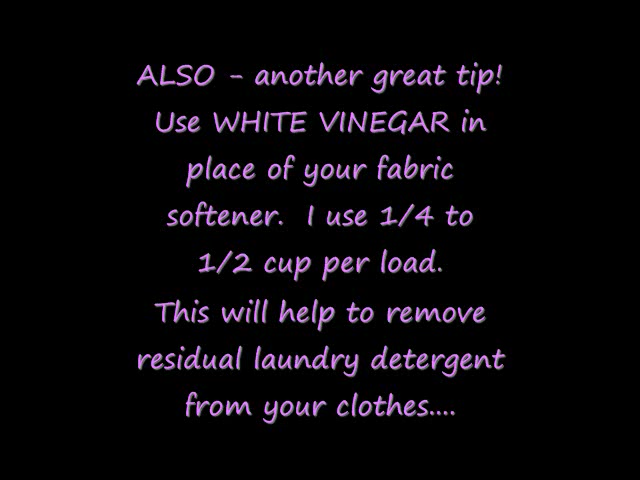 ALSO - another great tip!
Use WHITE VINEGAR in
place of your fabric
softener.  I use 1/4 to
1/2 cup per load.
This will help to remove
residual laundry detergent
from your clothes....